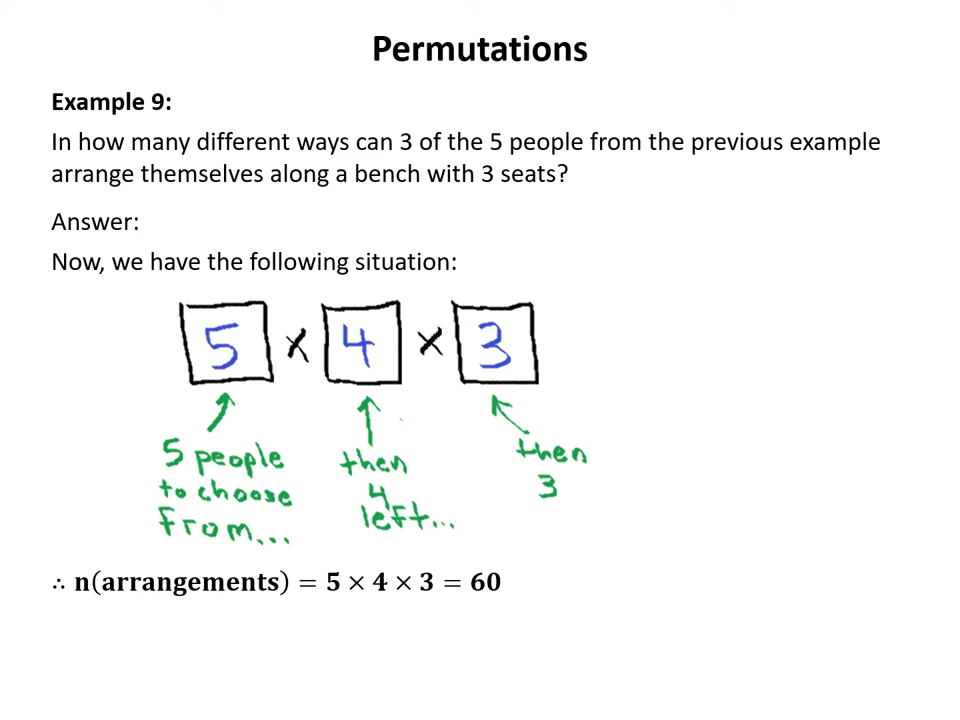 Permutations
Example 9:
In how many different ways can 3 of the 5 people from the previous example
arrange themselves along a bench with 3 seats?
Answer:
Now, we have the following situation:
5 × 4 × 3
5 people
to choose
from...
then
4
left...
then
3
∴ n(arrangements) = 5 × 4 × 3 = 60